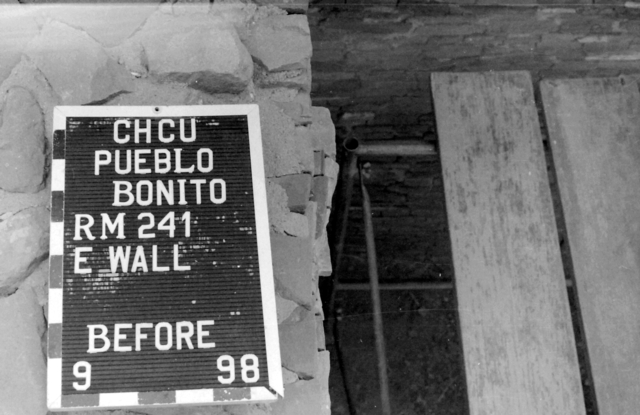 CHCU
PUEBLO
BONITO
RM 241
E WALL
BEFORE
9 98